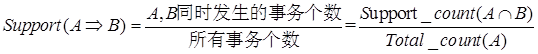 Support(A⇒B) = A,B同时发生的事务个数 / 所有事务个数 = Support_count(A∩B) / Total_count(A)